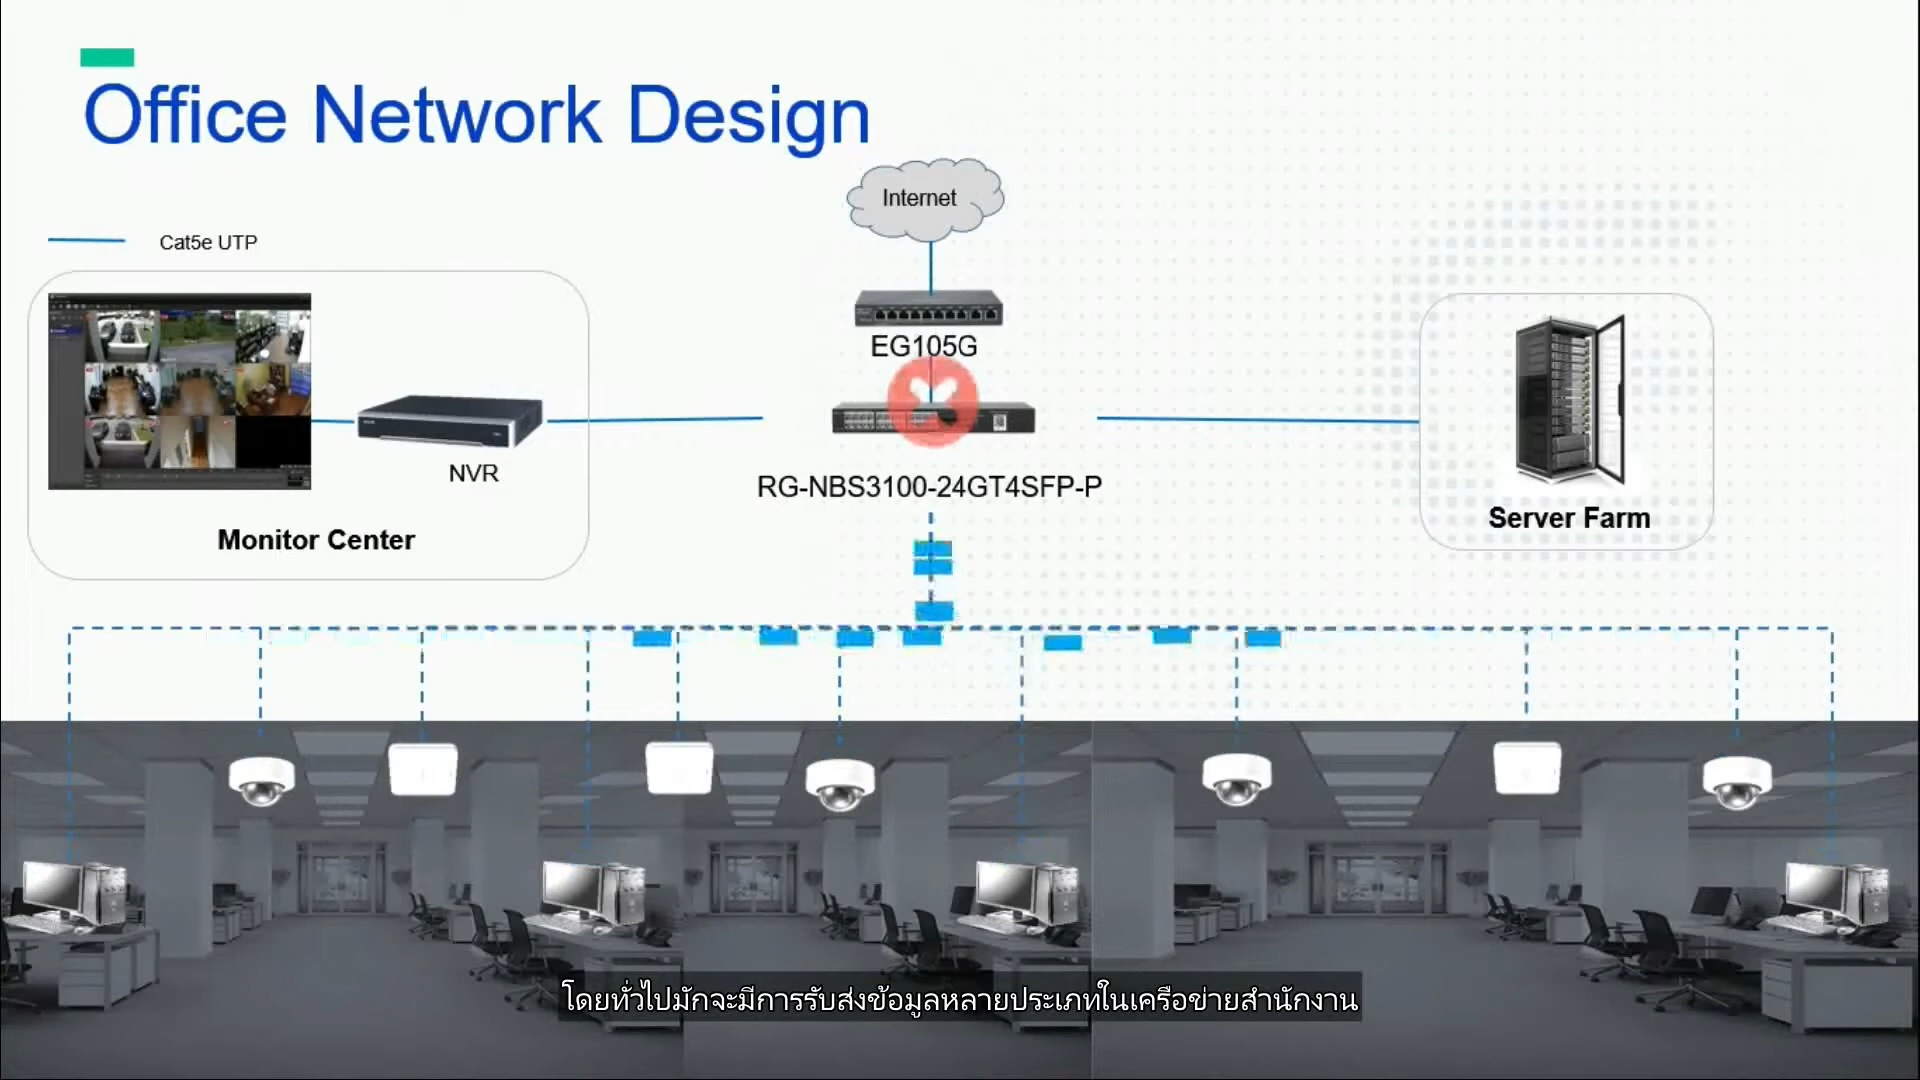 Office Network Design
Internet
Cat5e UTP
EG105G
NVR
RG-NBS3100-24GT4SFP-P
Monitor Center
Server Farm
โดยทั่วไปมักจะมีการรับส่งข้อมูลหลายประเภทในเครือข่ายสำนักงาน